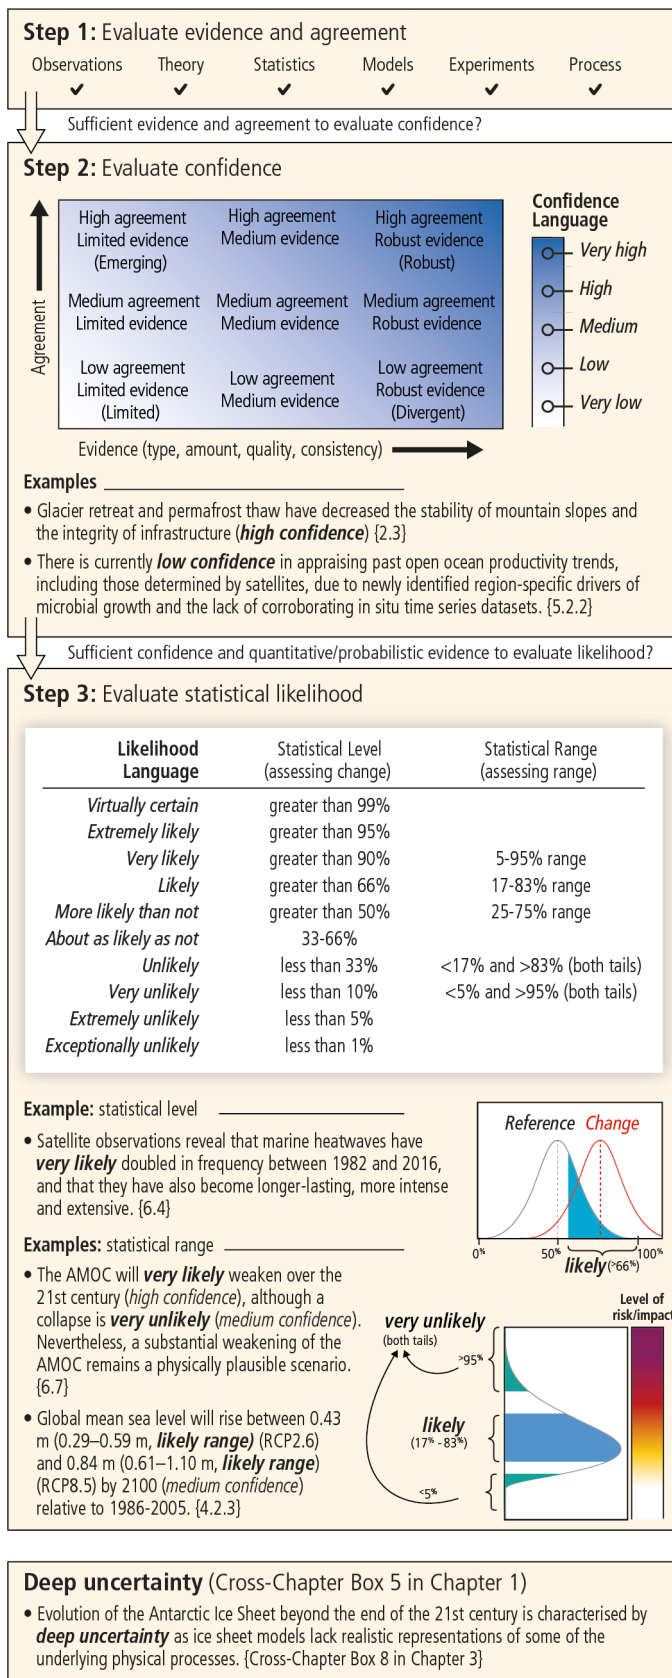 Step 1: Evaluate evidence and agreement
Observations Theory Statistics Models Experiments Process
Sufficient evidence and agreement to evaluate confidence?
Step 2: Evaluate confidence
Agreement
High agreement
Limited evidence
(Emerging)
High agreement
Medium evidence
High agreement
Robust evidence
(Robust)
Medium agreement
Limited evidence
Medium agreement
Medium evidence
Medium agreement
Robust evidence
Low agreement
Limited evidence
(Limited)
Low agreement
Medium evidence
Low agreement
Robust evidence
(Divergent)
Evidence (type, amount, quality, consistency)
Confidence
Language
Very high
High
Medium
Low
Very low
Examples
• Glacier retreat and permafrost thaw have decreased the stability of mountain slopes and
the integrity of infrastructure (high confidence) {2.3}
• There is currently low confidence in appraising past open ocean productivity trends,
including those determined by satellites, due to newly identified region-specific drivers of
microbial growth and the lack of corroborating in situ time series datasets. {5.2.2}
Sufficient confidence and quantitative/probabilistic evidence to evaluate likelihood?
Step 3: Evaluate statistical likelihood
Likelihood Statistical Level Statistical Range
Language (assessing change) (assessing range)
Virtually certain greater than 99%
Extremely likely greater than 95%
Very likely greater than 90% 5-95% range
Likely greater than 66% 17-83% range
More likely than not greater than 50% 25-75% range
About as likely as not 33-66%
Unlikely less than 33% <17% and >83% (both tails)
Very unlikely less than 10% <5% and >95% (both tails)
Extremely unlikely less than 5%
Exceptionally unlikely less than 1%
Example: statistical level
• Satellite observations reveal that marine heatwaves have
very likely doubled in frequency between 1982 and 2016,
and that they have also become longer-lasting, more intense
and extensive. {6.4}
Reference Change
0% 50% 100%
likely (>66%)
Examples: statistical range
• The AMOC will very likely weaken over the
21st century (high confidence), although a
collapse is very unlikely (medium confidence).
Nevertheless, a substantial weakening of the
AMOC remains a physically plausible scenario.
{6.7}
• Global mean sea level will rise between 0.43
m (0.29–0.59 m, likely range) (RCP2.6)
and 0.84 m (0.61–1.10 m, likely range)
(RCP8.5) by 2100 (medium confidence)
relative to 1986-2005. {4.2.3}
Level of
risk/impact
very unlikely
(both tails)
>95%
likely
(17% - 83%)
<5%
Deep uncertainty (Cross-Chapter Box 5 in Chapter 1)
• Evolution of the Antarctic Ice Sheet beyond the end of the 21st century is characterised by
deep uncertainty as ice sheet models lack realistic representations of some of the
underlying physical processes. {Cross-Chapter Box 8 in Chapter 3}